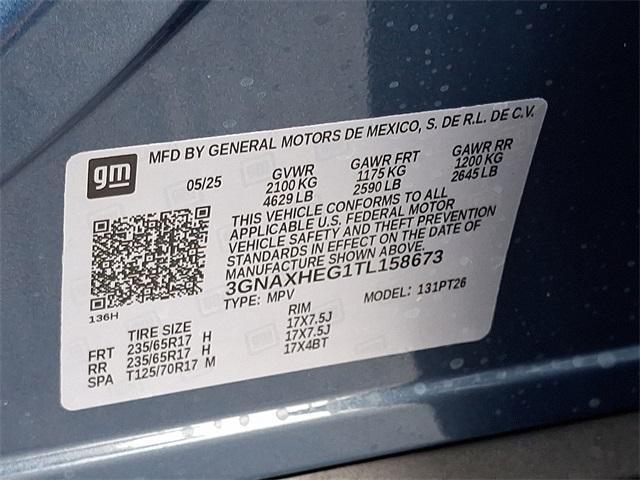 gm
MFD BY GENERAL MOTORS DE MEXICO, S. DE R.L. DE C.V.
05/25
GVWR
2100 KG
4629 LB
GAWR FRT
1175 KG
2590 LB
GAWR RR
1200 KG
2645 LB
THIS VEHICLE CONFORMS TO ALL
APPLICABLE U.S. FEDERAL MOTOR
VEHICLE SAFETY AND THEFT PREVENTION
STANDARDS IN EFFECT ON THE DATE OF
MANUFACTURE SHOWN ABOVE.
3GNAXHEG1TL158673
TYPE: MPV
MODEL: 131PT26
136H
TIRE SIZE
RIM
FRT 235/65R17 H 17X7.5J
RR 235/65R17 H 17X7.5J
SPA T125/70R17 M 17X4BT